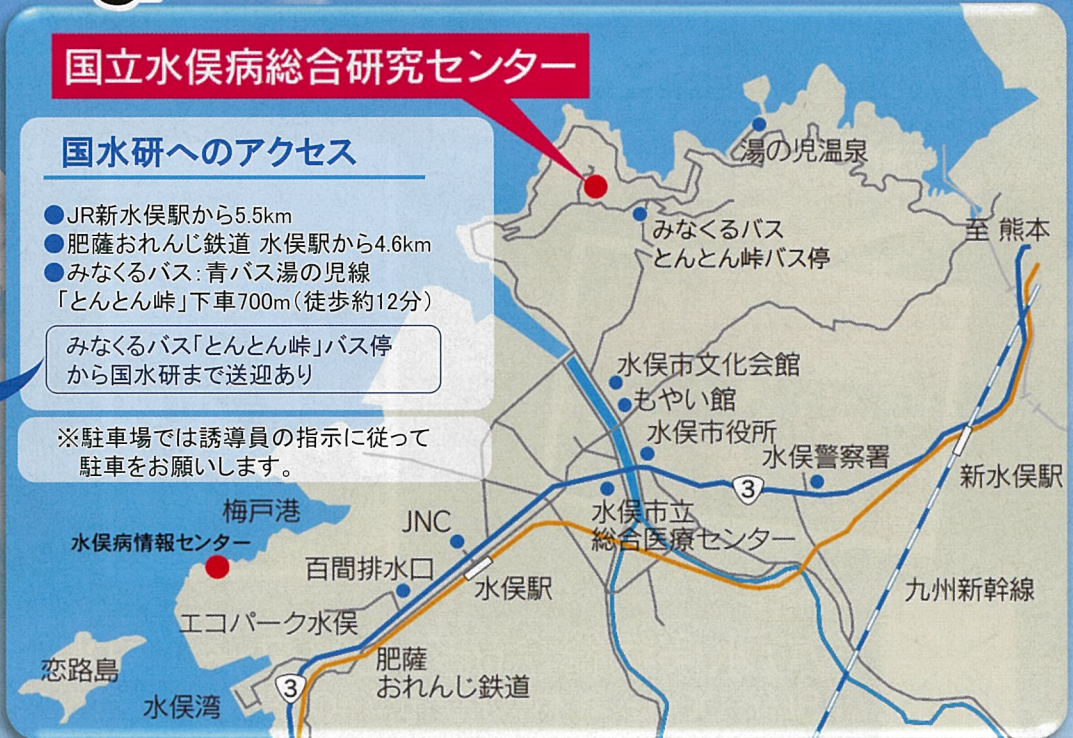 国立水俣病総合研究センター
国水研へのアクセス
●JR新水俣駅から5.5km
●肥薩おれんじ鉄道 水俣駅から4.6km
●みなくるバス：青バス湯の児線
「とんとん峠」下車700m（徒歩約12分）
みなくるバス「とんとん峠」バス停
から国水研まで送迎あり
※駐車場では誘導員の指示に従って
駐車をお願いします。
湯の児温泉
みなくるバス
とんとん峠バス停
至 熊本
水俣市文化会館
もやい館
水俣市役所
水俣警察署
3
新水俣駅
水俣市立
総合医療センター
梅戸港
JNC
水俣病情報センター
百間排水口
水俣駅
九州新幹線
エコパーク水俣
恋路島
肥薩
おれんじ鉄道
3
水俣湾